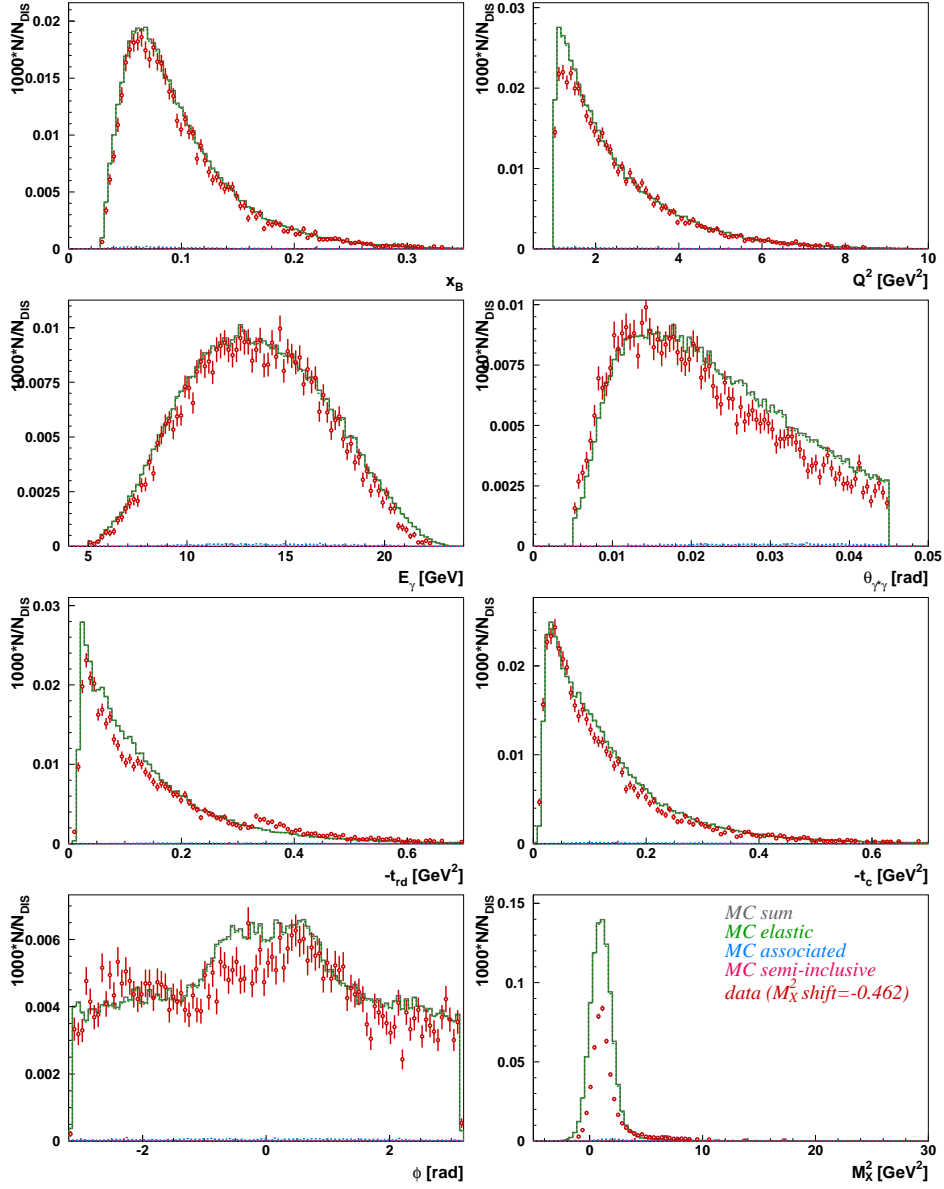 1000*N/N_DIS
0.02
0.015
0.01
0.005
0
0 0.1 0.2 0.3
x_B
1000*N/N_DIS
0.03
0.02
0.01
0
2 4 6 8 10
Q^2 [GeV^2]
1000*N/N_DIS
0.01
0.0075
0.005
0.0025
0
5 10 15 20
E_γ [GeV]
1000*N/N_DIS
0.01
0.0075
0.005
0.0025
0
0 0.01 0.02 0.03 0.04 0.05
θ_γ*γ [rad]
1000*N/N_DIS
0.03
0.02
0.01
0
0 0.2 0.4 0.6
-t_rd [GeV^2]
1000*N/N_DIS
0.03
0.02
0.01
0
0 0.2 0.4 0.6
-t_c [GeV^2]
1000*N/N_DIS
0.006
0.004
0.002
0
-2 0 2
ϕ [rad]
1000*N/N_DIS
0.15
0.1
0.05
0
0 10 20 30
M_X^2 [GeV^2]
MC sum
MC elastic
MC associated
MC semi-inclusive
data (M_X^2 shift=-0.462)